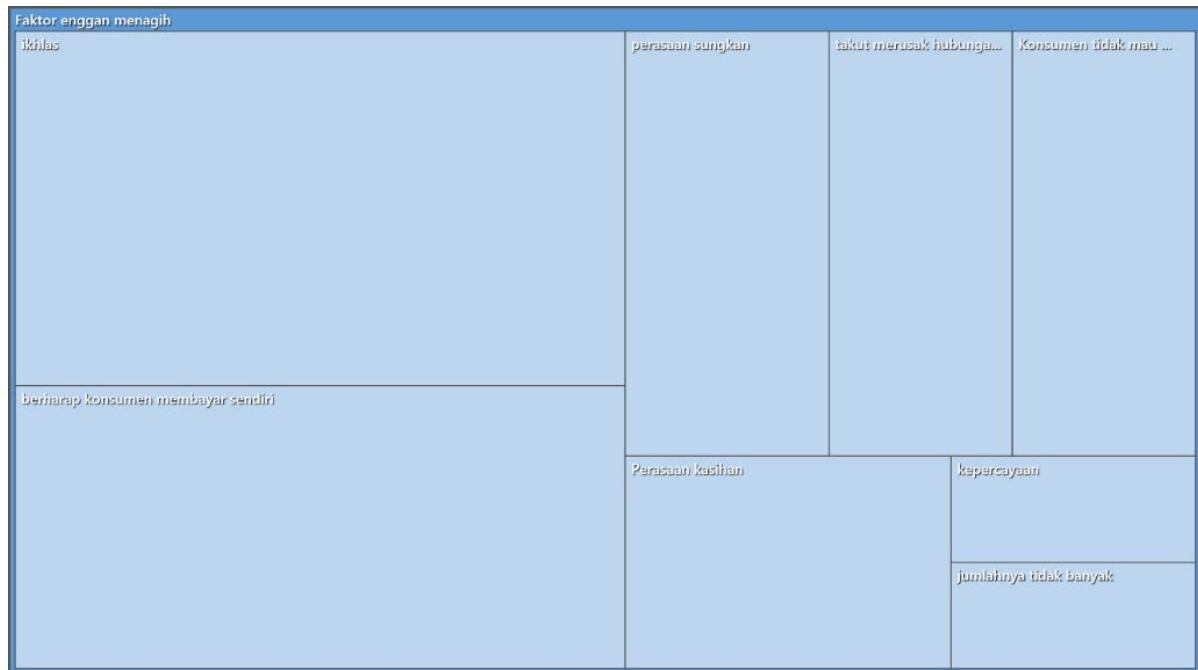 Faktor enggan menagih
ikhlas
perasaan sungkan
takut merusak hubunga...
Konsumen tidak mau ...
berharap konsumen membayar sendiri
Perasaan kasihan
kepercayaan
jumlahnya tidak banyak